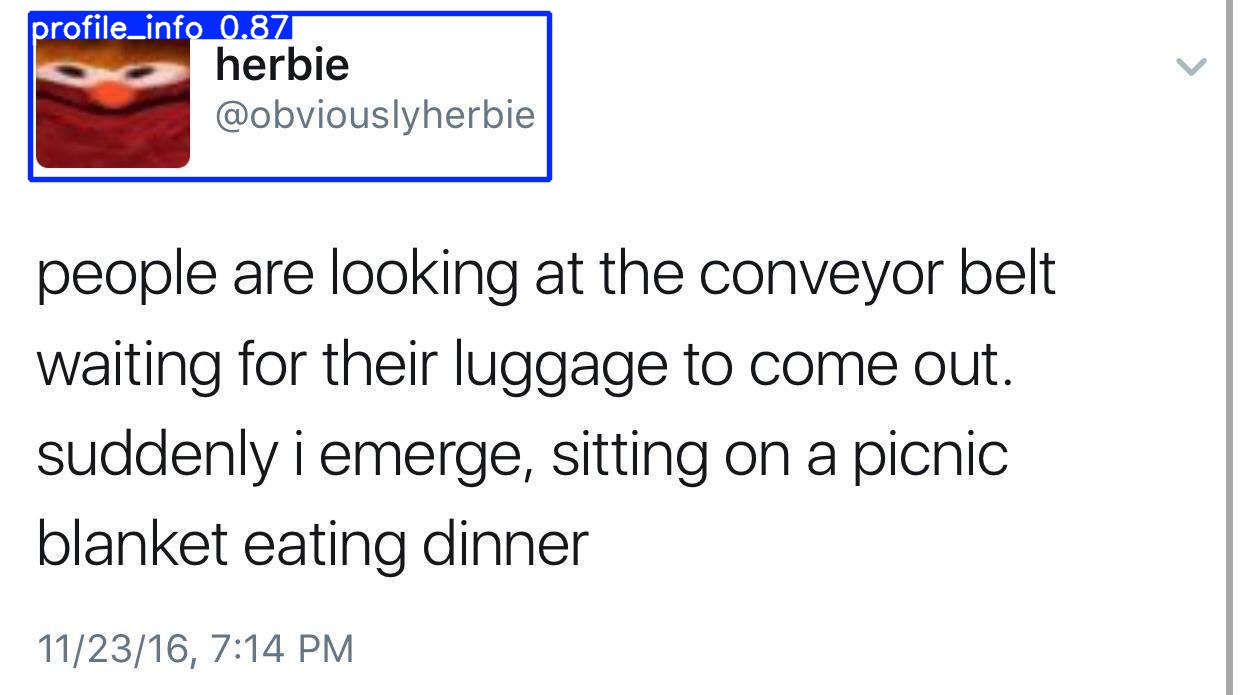 profile_info 0.87
herbie
@obviouslyherbie
people are looking at the conveyor belt
waiting for their luggage to come out.
suddenly i emerge, sitting on a picnic
blanket eating dinner
11/23/16, 7:14 PM